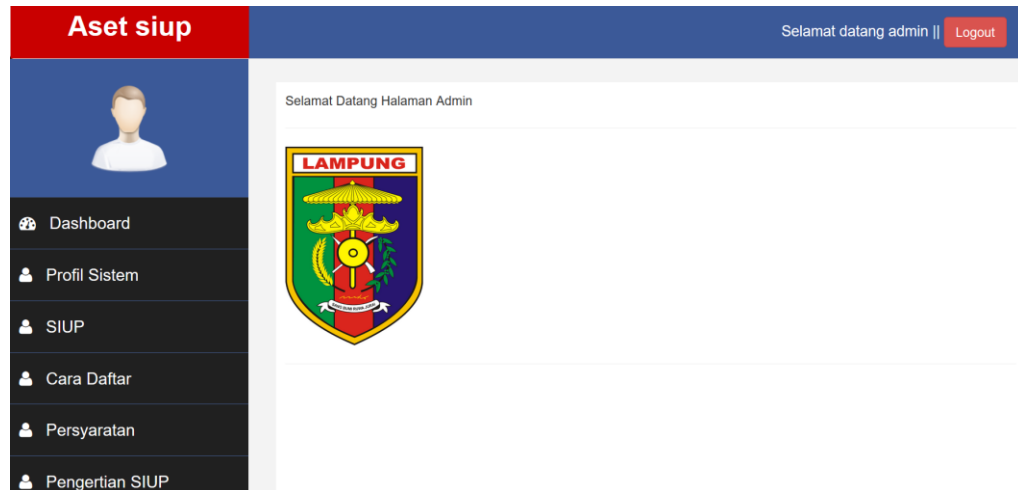 Aset siup
Selamat datang admin || Logout
Selamat Datang Halaman Admin
LAMPUNG
Dashboard
Profil Sistem
SIUP
Cara Daftar
Persyaratan
Pengertian SIUP